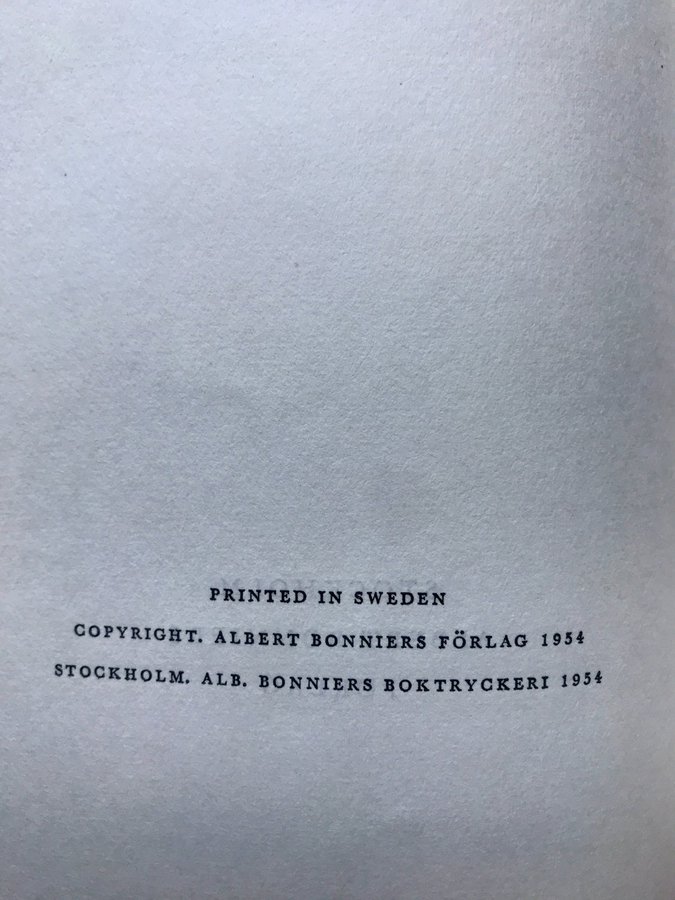 PRINTED IN SWEDEN
COPYRIGHT. ALBERT BONNIERS FÖRLAG 1954
STOCKHOLM. ALB. BONNIERS BOKTRYCKERI 1954